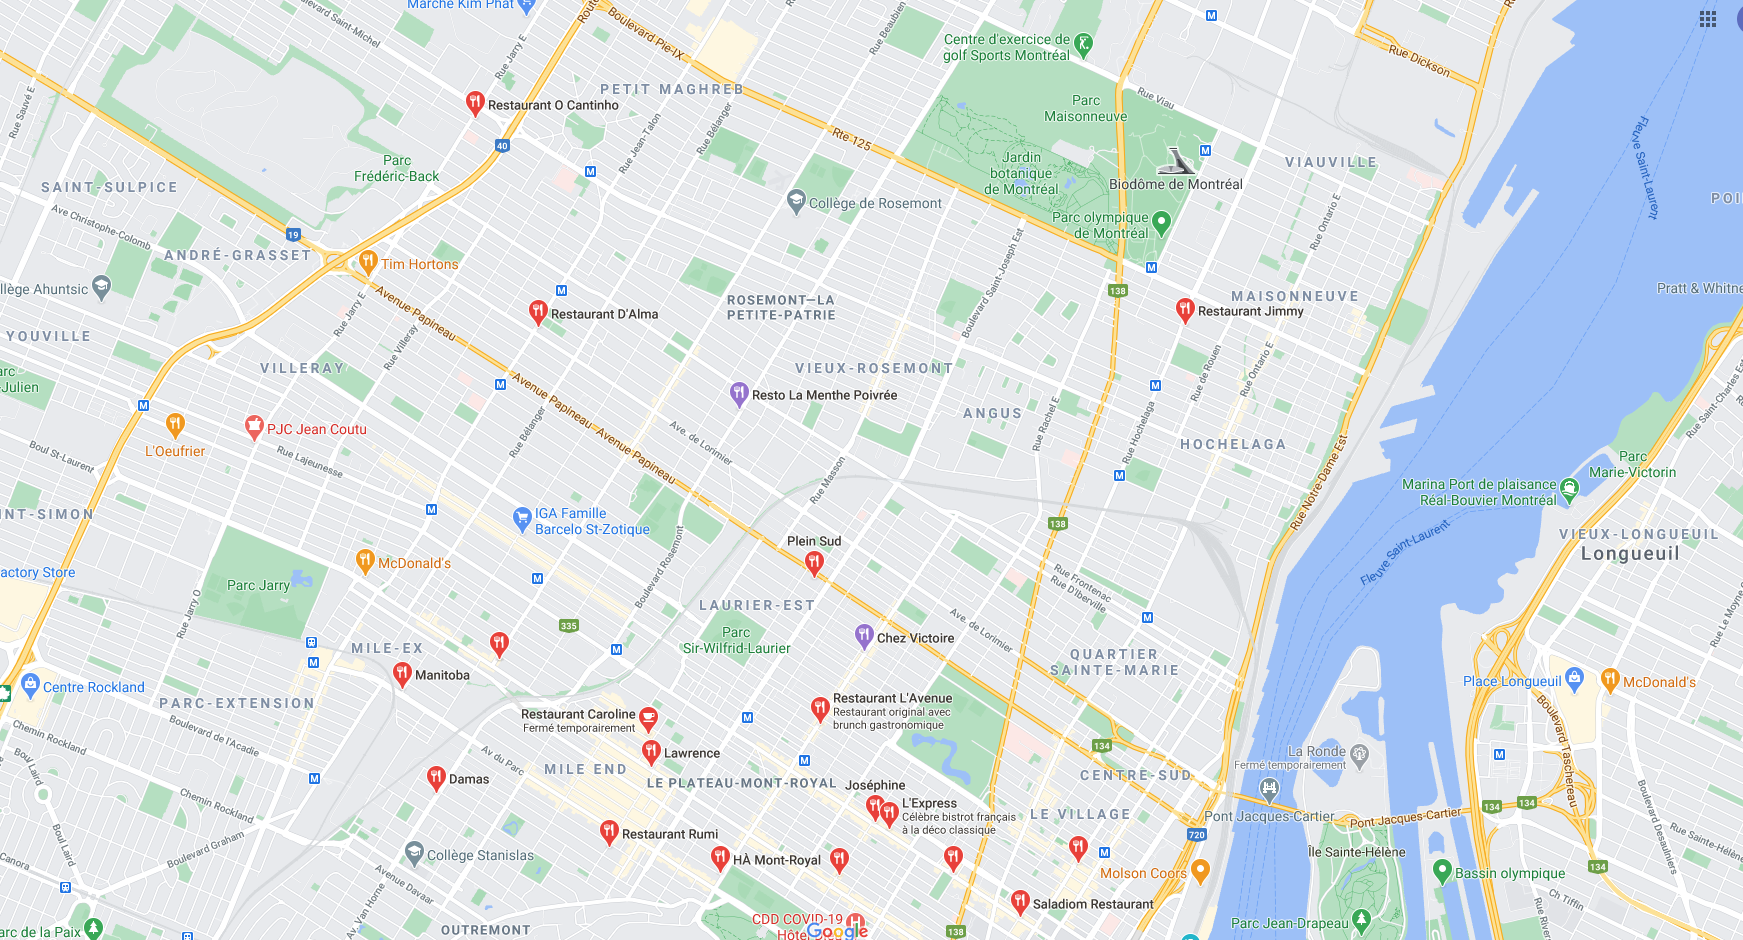 Marché Kim Phat
Boulevard Saint-Michel
Route
Boulevard Pie-IX
Rue Jarry E
Rue Beaubien
Centre d'exercice de
golf Sports Montréal
M
Rue Dickson
PETIT MAGHREB
Restaurant O Cantinho
Rue Sauvé E
40
Rue Jean-Talon
Rue Bélanger
Rte 125
Parc
Maisonneuve
Rue Viau
Fleuve Saint-Laurent
Parc
Frédéric-Back
M
Jardin
botanique
de Montréal
M
VIAUVILLE
Biodôme de Montréal
SAINT-SULPICE
Collège de Rosemont
Parc olympique
de Montréal
Rue Ontario E
POI
Ave Christophe-Colomb
19
ANDRÉ-GRASSET
Tim Hortons
Boulevard Saint-Joseph Est
M
llège Ahuntsic
M
138
Pratt & Whitne
Avenue Papineau
ROSEMONT—LA
PETITE-PATRIE
MAISONNEUVE
Restaurant D'Alma
Restaurant Jimmy
Rue Jarry E
YOUVILLE
Rue Villeray
VILLERAY
VIEUX-ROSEMONT
Rue de Rouen
Rue Ontario E
arc
-Julien
M
Avenue Papineau
Resto La Menthe Poivrée
M
Rue Saint-Charles Es
M
ANGUS
L'Oeufrier
PJC Jean Coutu
Rue Bélanger
Ave. de Lorimier
Avenue Papineau
Rue Rachel E
Rue Hochelaga
HOCHELAGA
Boul St-Laurent
Rue Lajeunesse
Rue Masson
M
Rue Notre-Dame Est
Parc
Marie-Victorin
Marina Port de plaisance
Réal-Bouvier Montréal
INT-SIMON
M
IGA Famille
Barcelo St-Zotique
138
Fleuve Saint-Laurent
VIEUX-LONGUEUIL
Longueuil
Plein Sud
McDonald's
actory Store
Parc Jarry
M
Boulevard Rosemont
Rue Frontenac
Rue D'Iberville
Rue Jarry O
LAURIER-EST
Ave. de Lorimier
M
335
Parc
Sir-Wilfrid-Laurier
Chez Victoire
Rue Le Moyne
MILE-EX
M
M
QUARTIER
SAINTE-MARIE
Manitoba
Centre Rockland
Place Longueuil
McDonald's
PARC-EXTENSION
Restaurant L'Avenue
Restaurant original avec
brunch gastronomique
Restaurant Caroline
Fermé temporairement
M
Chemin Rockland
Boulevard de l'Acadie
Lawrence
134
La Ronde
Fermé temporairement
M
Boulevard Taschereau
Av du Parc
MILE END
M
LE PLATEAU-MONT-ROYAL
CENTRE-SUD
Damas
M
Joséphine
Chemin Rockland
L'Express
Célèbre bistrot français
à la déco classique
LE VILLAGE
Pont Jacques-Cartier
Pont Jacques-Cartier
134
134
Boulevard Desaulniers
Bov Laird
Boul Laird
Boulevard Graham
Restaurant Rumi
720
Rue Sainte-Hélène
Canora
Collège Stanislas
HÀ Mont-Royal
M
Île Sainte-Hélène
134
Avenue Davaar
Molson Coors
Bassin olympique
Av Van Horne
Saladiom Restaurant
Ch Tiffin
Rue River
arc de la Paix
OUTREMONT
CDD COVID-19
Hôtel-Dieu
Google
138
Parc Jean-Drapeau